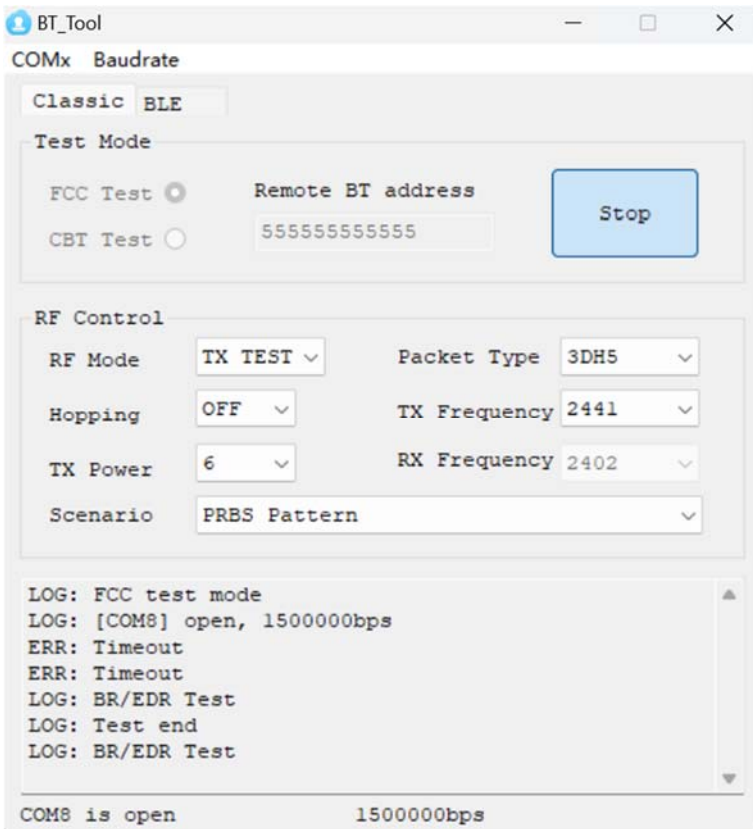 BT_Tool
COMx Baudrate
Classic BLE
Test Mode
FCC Test Remote BT address
Stop
CBT Test 555555555555
RF Control
RF Mode TX TEST Packet Type 3DH5
Hopping OFF TX Frequency 2441
TX Power 6 RX Frequency 2402
Scenario PRBS Pattern
LOG: FCC test mode
LOG: [COM8] open, 1500000bps
ERR: Timeout
ERR: Timeout
LOG: BR/EDR Test
LOG: Test end
LOG: BR/EDR Test
COM8 is open 1500000bps